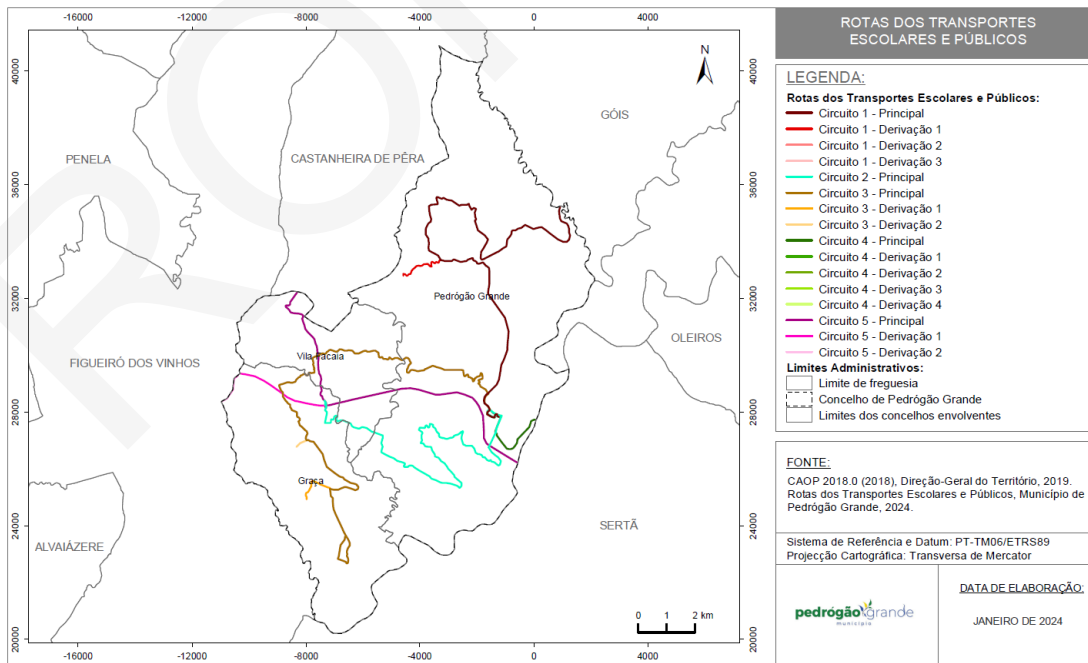 -16000 -12000 -8000 -4000 0 4000
40000 40000
36000 36000
32000 32000
28000 28000
24000 24000
20000 20000
N
GÓIS
PENELA
CASTANHEIRA DE PÊRA
Pedrógão Grande
OLEIROS
Vila Facaia
FIGUEIRÓ DOS VINHOS
Graça
SERTÃ
ALVAIÁZERE
0 1 2 km
-16000 -12000 -8000 -4000 0 4000
ROTAS DOS TRANSPORTES
ESCOLARES E PÚBLICOS
LEGENDA:
Rotas dos Transportes Escolares e Públicos:
Circuito 1 - Principal
Circuito 1 - Derivação 1
Circuito 1 - Derivação 2
Circuito 1 - Derivação 3
Circuito 2 - Principal
Circuito 3 - Principal
Circuito 3 - Derivação 1
Circuito 3 - Derivação 2
Circuito 4 - Principal
Circuito 4 - Derivação 1
Circuito 4 - Derivação 2
Circuito 4 - Derivação 3
Circuito 4 - Derivação 4
Circuito 5 - Principal
Circuito 5 - Derivação 1
Circuito 5 - Derivação 2
Limites Administrativos:
Limite de freguesia
Concelho de Pedrógão Grande
Limites dos concelhos envolventes
FONTE:
CAOP 2018.0 (2018), Direção-Geral do Território, 2019.
Rotas dos Transportes Escolares e Públicos, Município de
Pedrógão Grande, 2024.
Sistema de Referência e Datum: PT-TM06/ETRS89
Projecção Cartográfica: Transversa de Mercator
pedrógão grande
município
DATA DE ELABORAÇÃO:
JANEIRO DE 2024